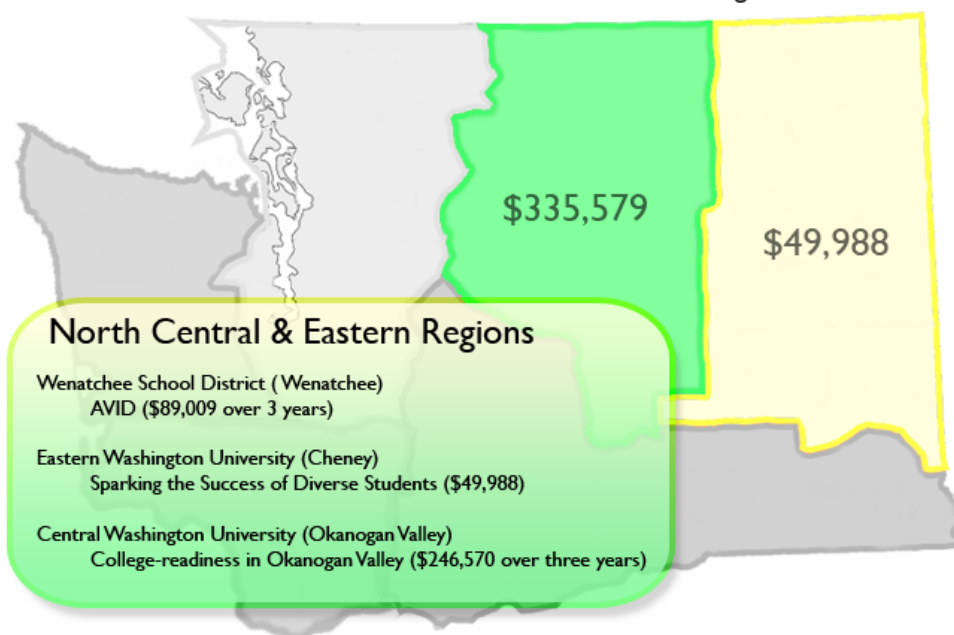 $335,579
$49,988
North Central & Eastern Regions
Wenatchee School District (Wenatchee)
AVID ($89,009 over 3 years)
Eastern Washington University (Cheney)
Sparking the Success of Diverse Students ($49,988)
Central Washington University (Okanogan Valley)
College-readiness in Okanogan Valley ($246,570 over three years)